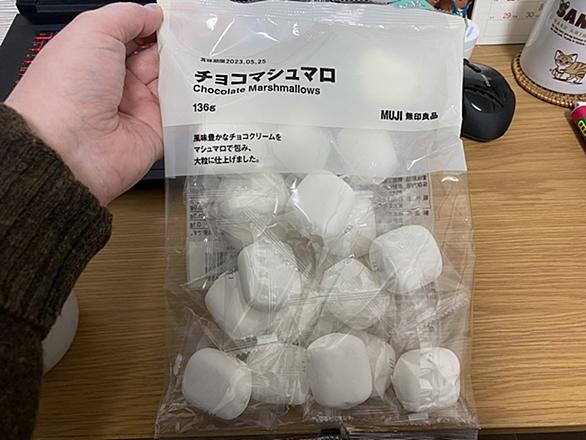 賞味期限2023.05.25
チョコマシュマロ
Chocolate Marshmallows
136g
MUJI 無印良品
風味豊かなチョコクリームを
マシュマロで包み、
大粒に仕上げました。
29
30